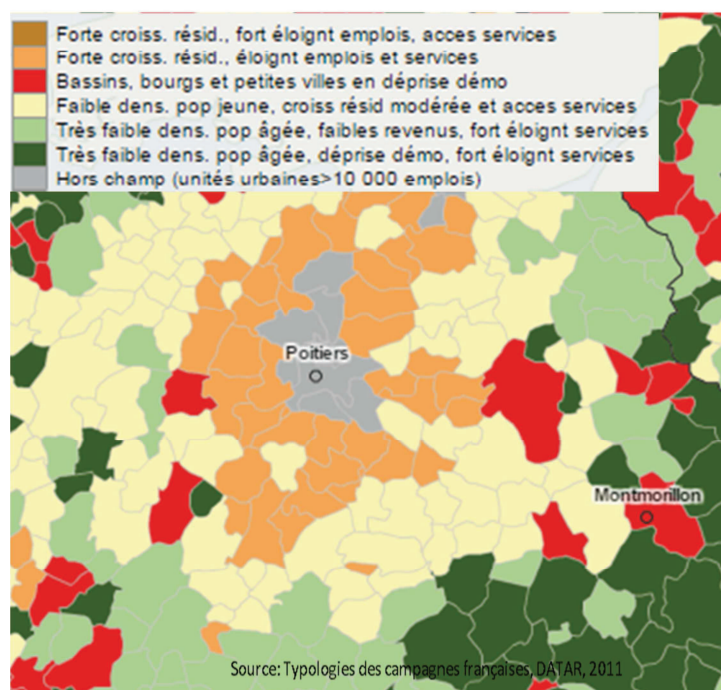 Forte croiss. résid., fort éloignt emplois, acces services
Forte croiss. résid., éloignt emplois et services
Bassins, bourgs et petites villes en déprise démo
Faible dens. pop jeune, croiss résid modérée et acces services
Très faible dens. pop âgée, faibles revenus, fort éloignt services
Très faible dens. pop âgée, déprise démo, fort éloignt services
Hors champ (unités urbaines>10 000 emplois)
Poitiers
Montmorillon
Source: Typologies des campagnes françaises, DATAR, 2011